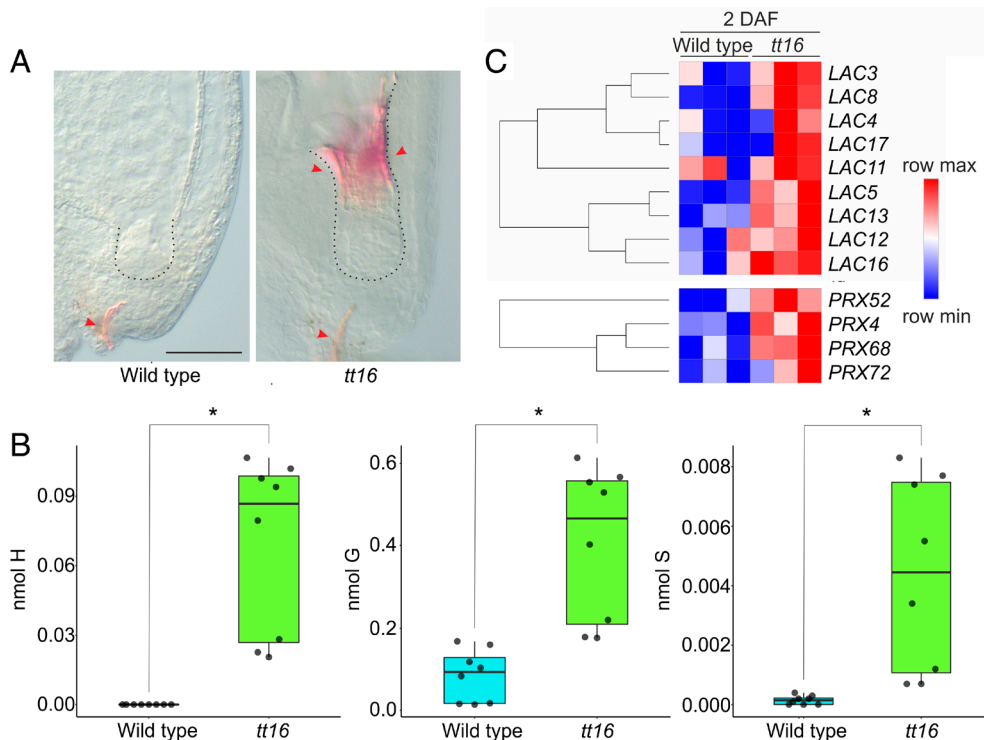 A
Wild type
tt16
C
2 DAF
Wild type tt16
LAC3
LAC8
LAC4
LAC17
LAC11
LAC5
LAC13
LAC12
LAC16
PRX52
PRX4
PRX68
PRX72
row max
row min
B
*
nmol H
0.09
0.06
0.03
0.00
Wild type tt16
*
nmol G
0.6
0.4
0.2
0.0
Wild type tt16
*
nmol S
0.008
0.006
0.004
0.002
0.000
Wild type tt16